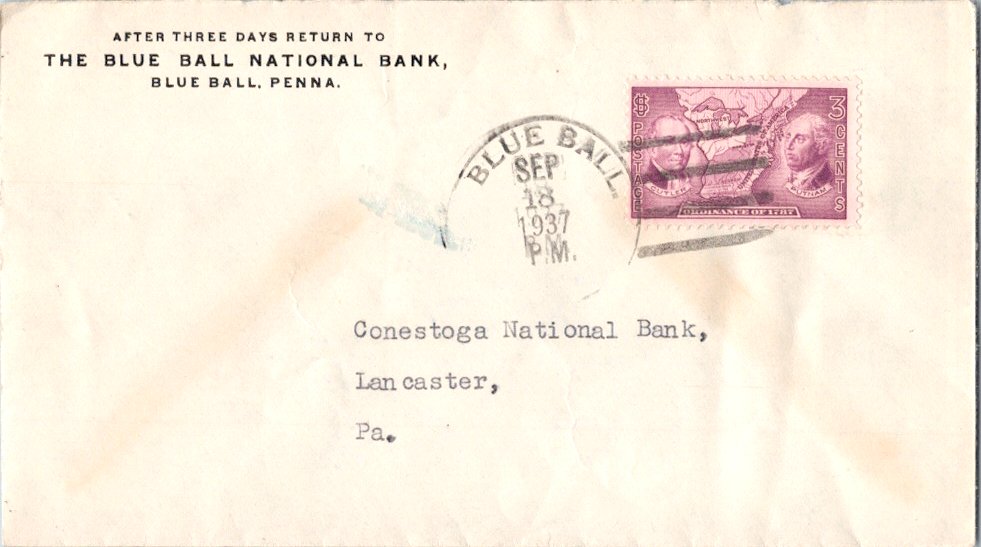 AFTER THREE DAYS RETURN TO
THE BLUE BALL NATIONAL BANK,
BLUE BALL, PENNA.
BLUE BALL,
SEP
18
1937
P.M.
$ POSTAGE
3 CENTS
NORTHWEST
CUTLER
PUTNAM
ORDINANCE OF 1787
Conestoga National Bank,
Lancaster,
Pa.